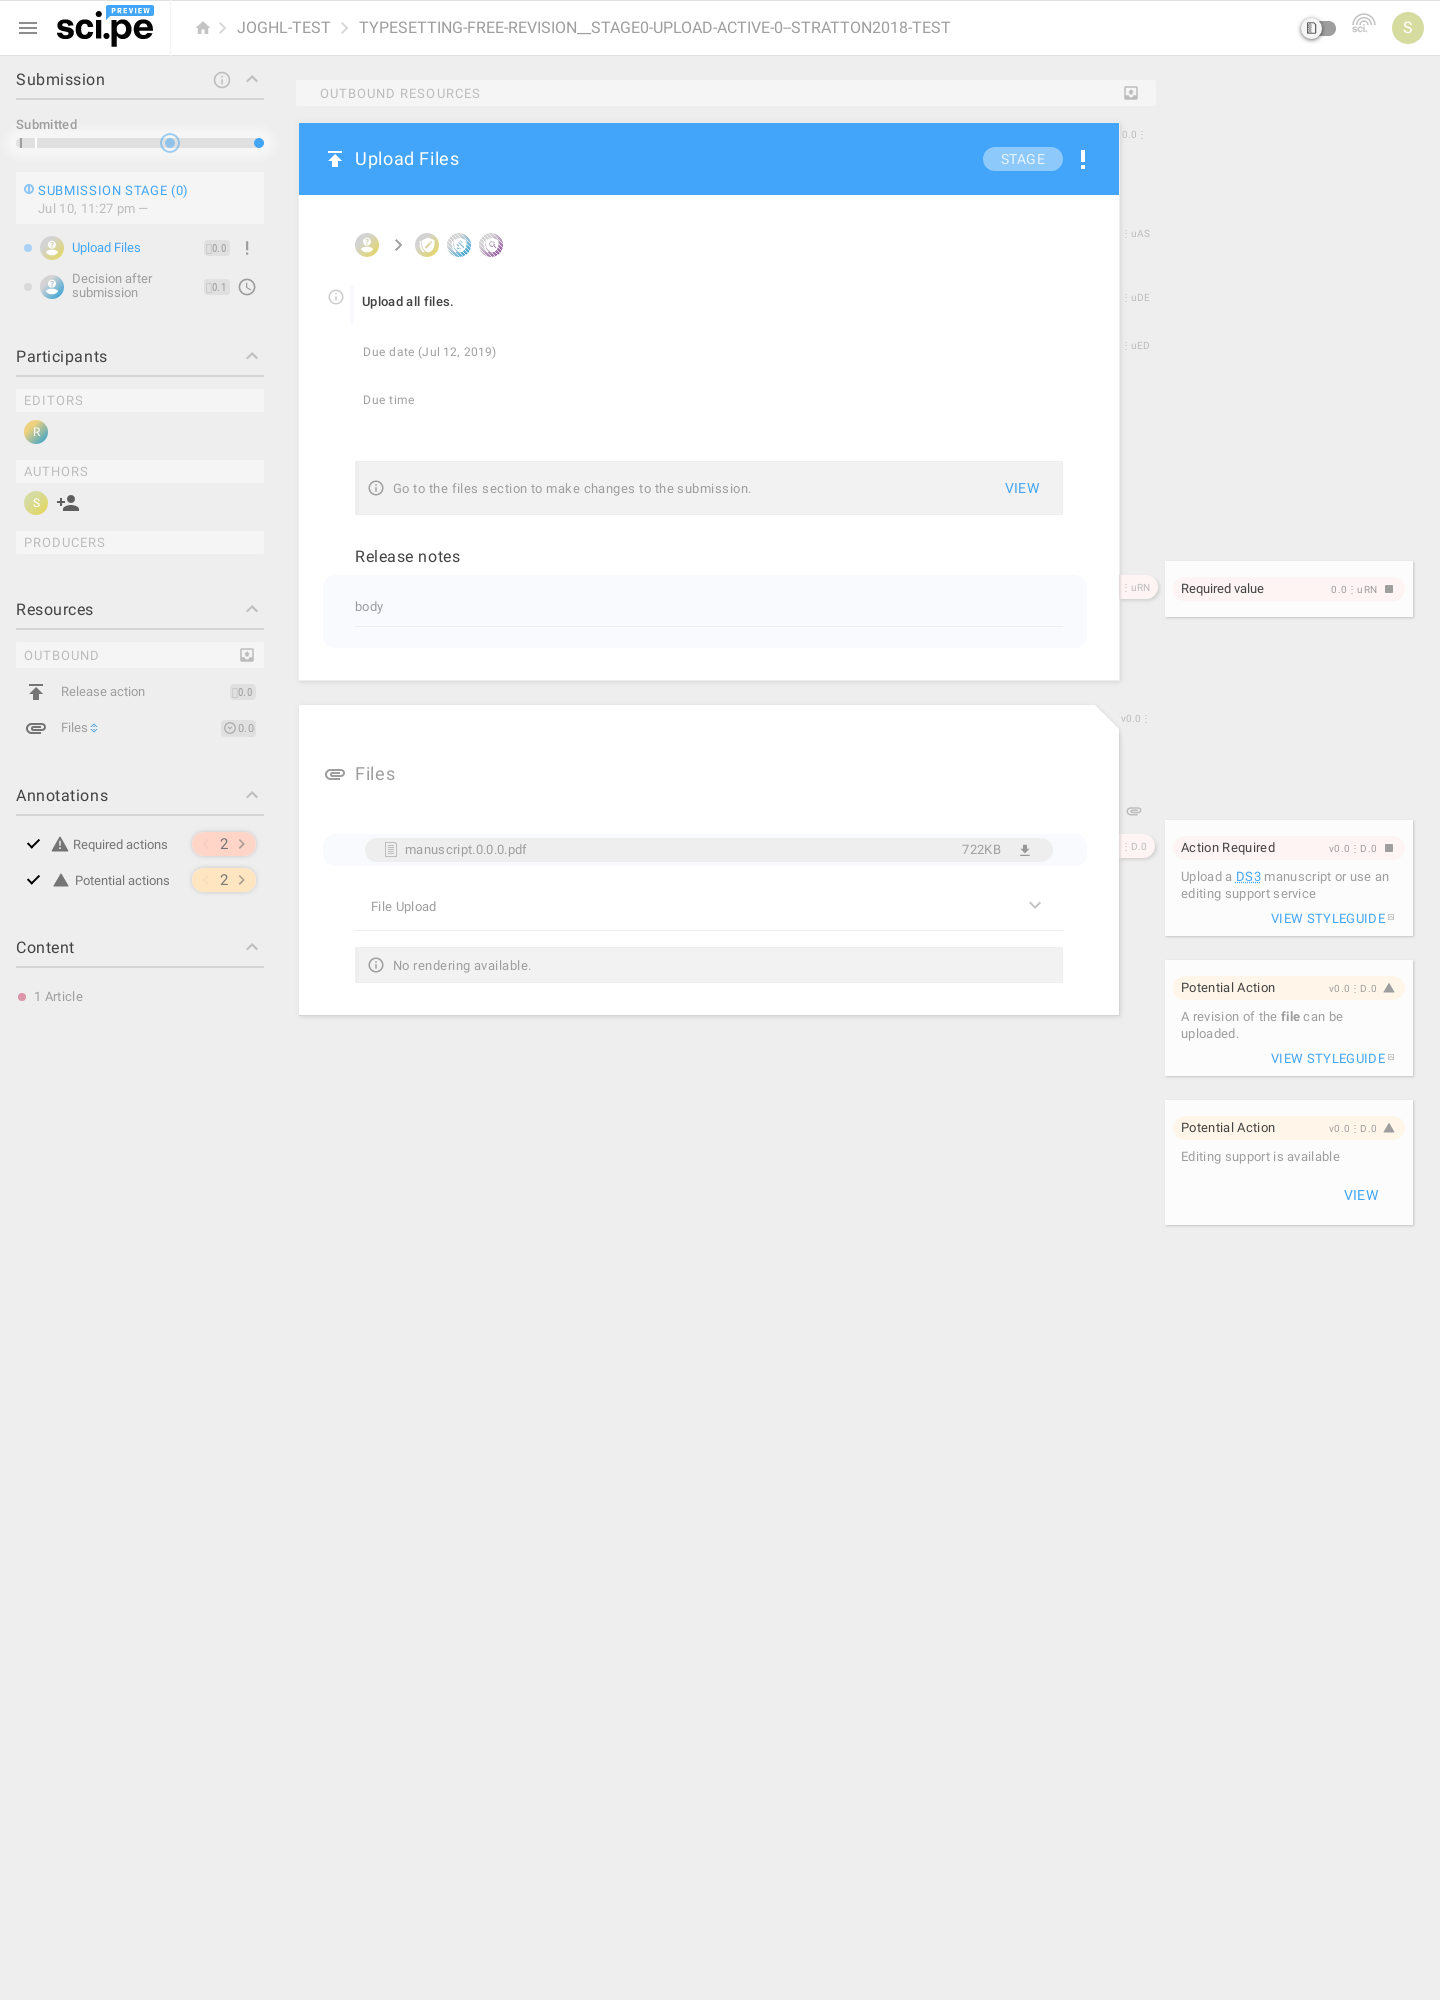 PREVIEW
sci.pe
JOGHL-TEST
TYPESETTING-FREE-REVISION__STAGE0-UPLOAD-ACTIVE-0--STRATTON2018-TEST
sci.
S
Submission
Submitted
SUBMISSION STAGE (0)
Jul 10, 11:27 pm —
Upload Files
0.0
Decision after
submission
0.1
Participants
EDITORS
R
AUTHORS
S
PRODUCERS
Resources
OUTBOUND
Release action
0.0
Files
0.0
Annotations
Required actions
2
Potential actions
2
Content
1 Article
OUTBOUND RESOURCES
Upload Files
STAGE
0.0⋮
⋮uAS
Upload all files.
⋮uDE
Due date (Jul 12, 2019)
⋮uED
Due time
Go to the files section to make changes to the submission.
VIEW
Release notes
⋮uRN
body
Files
v0.0⋮
manuscript.0.0.0.pdf
722KB
⋮D.0
File Upload
No rendering available.
Required value
0.0⋮uRN
Action Required
v0.0⋮D.0
Upload a DS3 manuscript or use an
editing support service
VIEW STYLEGUIDE
Potential Action
v0.0⋮D.0
A revision of the file can be
uploaded.
VIEW STYLEGUIDE
Potential Action
v0.0⋮D.0
Editing support is available
VIEW